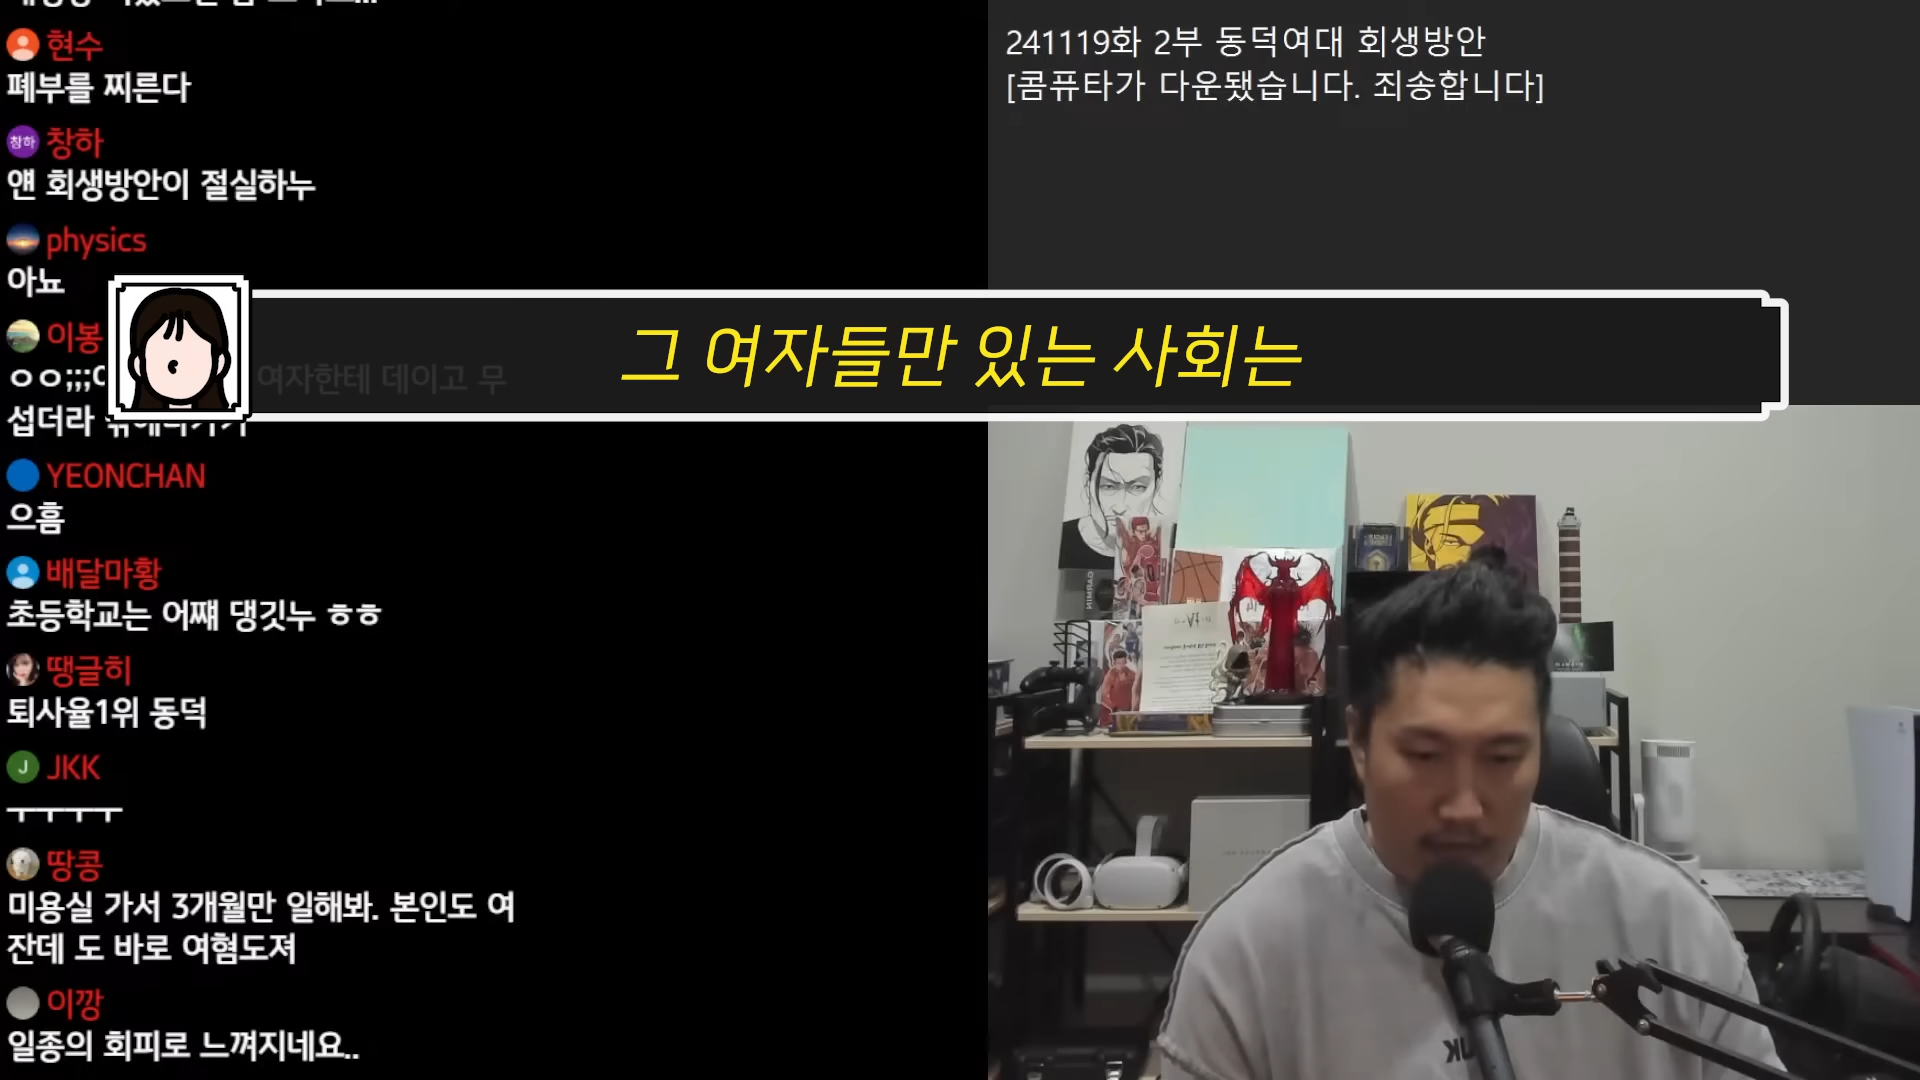 현수
폐부를 찌른다
창하
얜 회생방안이 절실하누
physics
아뇨
이봉
여자한테 데이고 무
섭더라
YEONCHAN
으흠
배달마황
초등학교는 어쨰 댕깃누 ㅎㅎ
땡글히
퇴사율1위 동덕
J JKK
ㅜㅜㅜㅜ
땅콩
미용실 가서 3개월만 일해봐. 본인도 여
잔데 도 바로 여혐도져
이깡
일종의 회피로 느껴지네요..
241119화 2부 동덕여대 회생방안
[콤퓨타가 다운됐습니다. 죄송합니다]
그 여자들만 있는 사회는